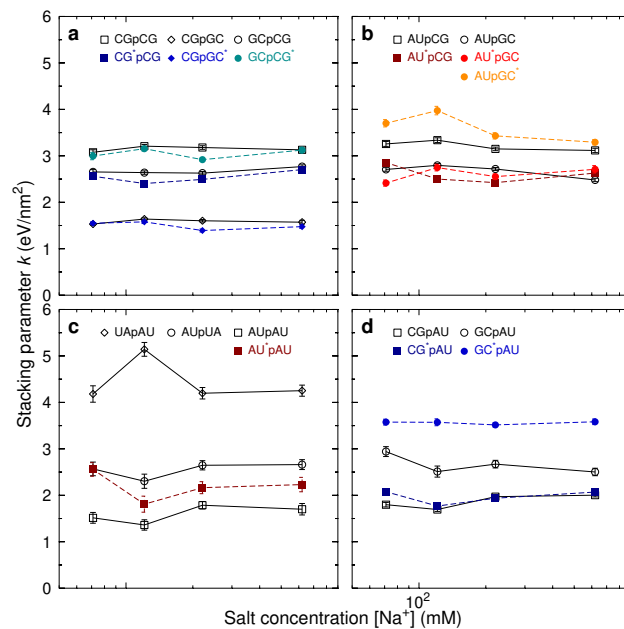 Stacking parameter k (eV/nm²)
a
CGpCG CGpGC GCpCG
CG*pCG CGpGC* GCpCG*
6
5
4
3
2
1
0
b
AUpCG AUpGC
AU*pCG AU*pGC
AUpGC*
c
UApAU AUpUA AUpAU
AU*pAU
6
5
4
3
2
1
0
d
CGpAU GCpAU
CG*pAU GC*pAU
10²
Salt concentration [Na⁺] (mM)